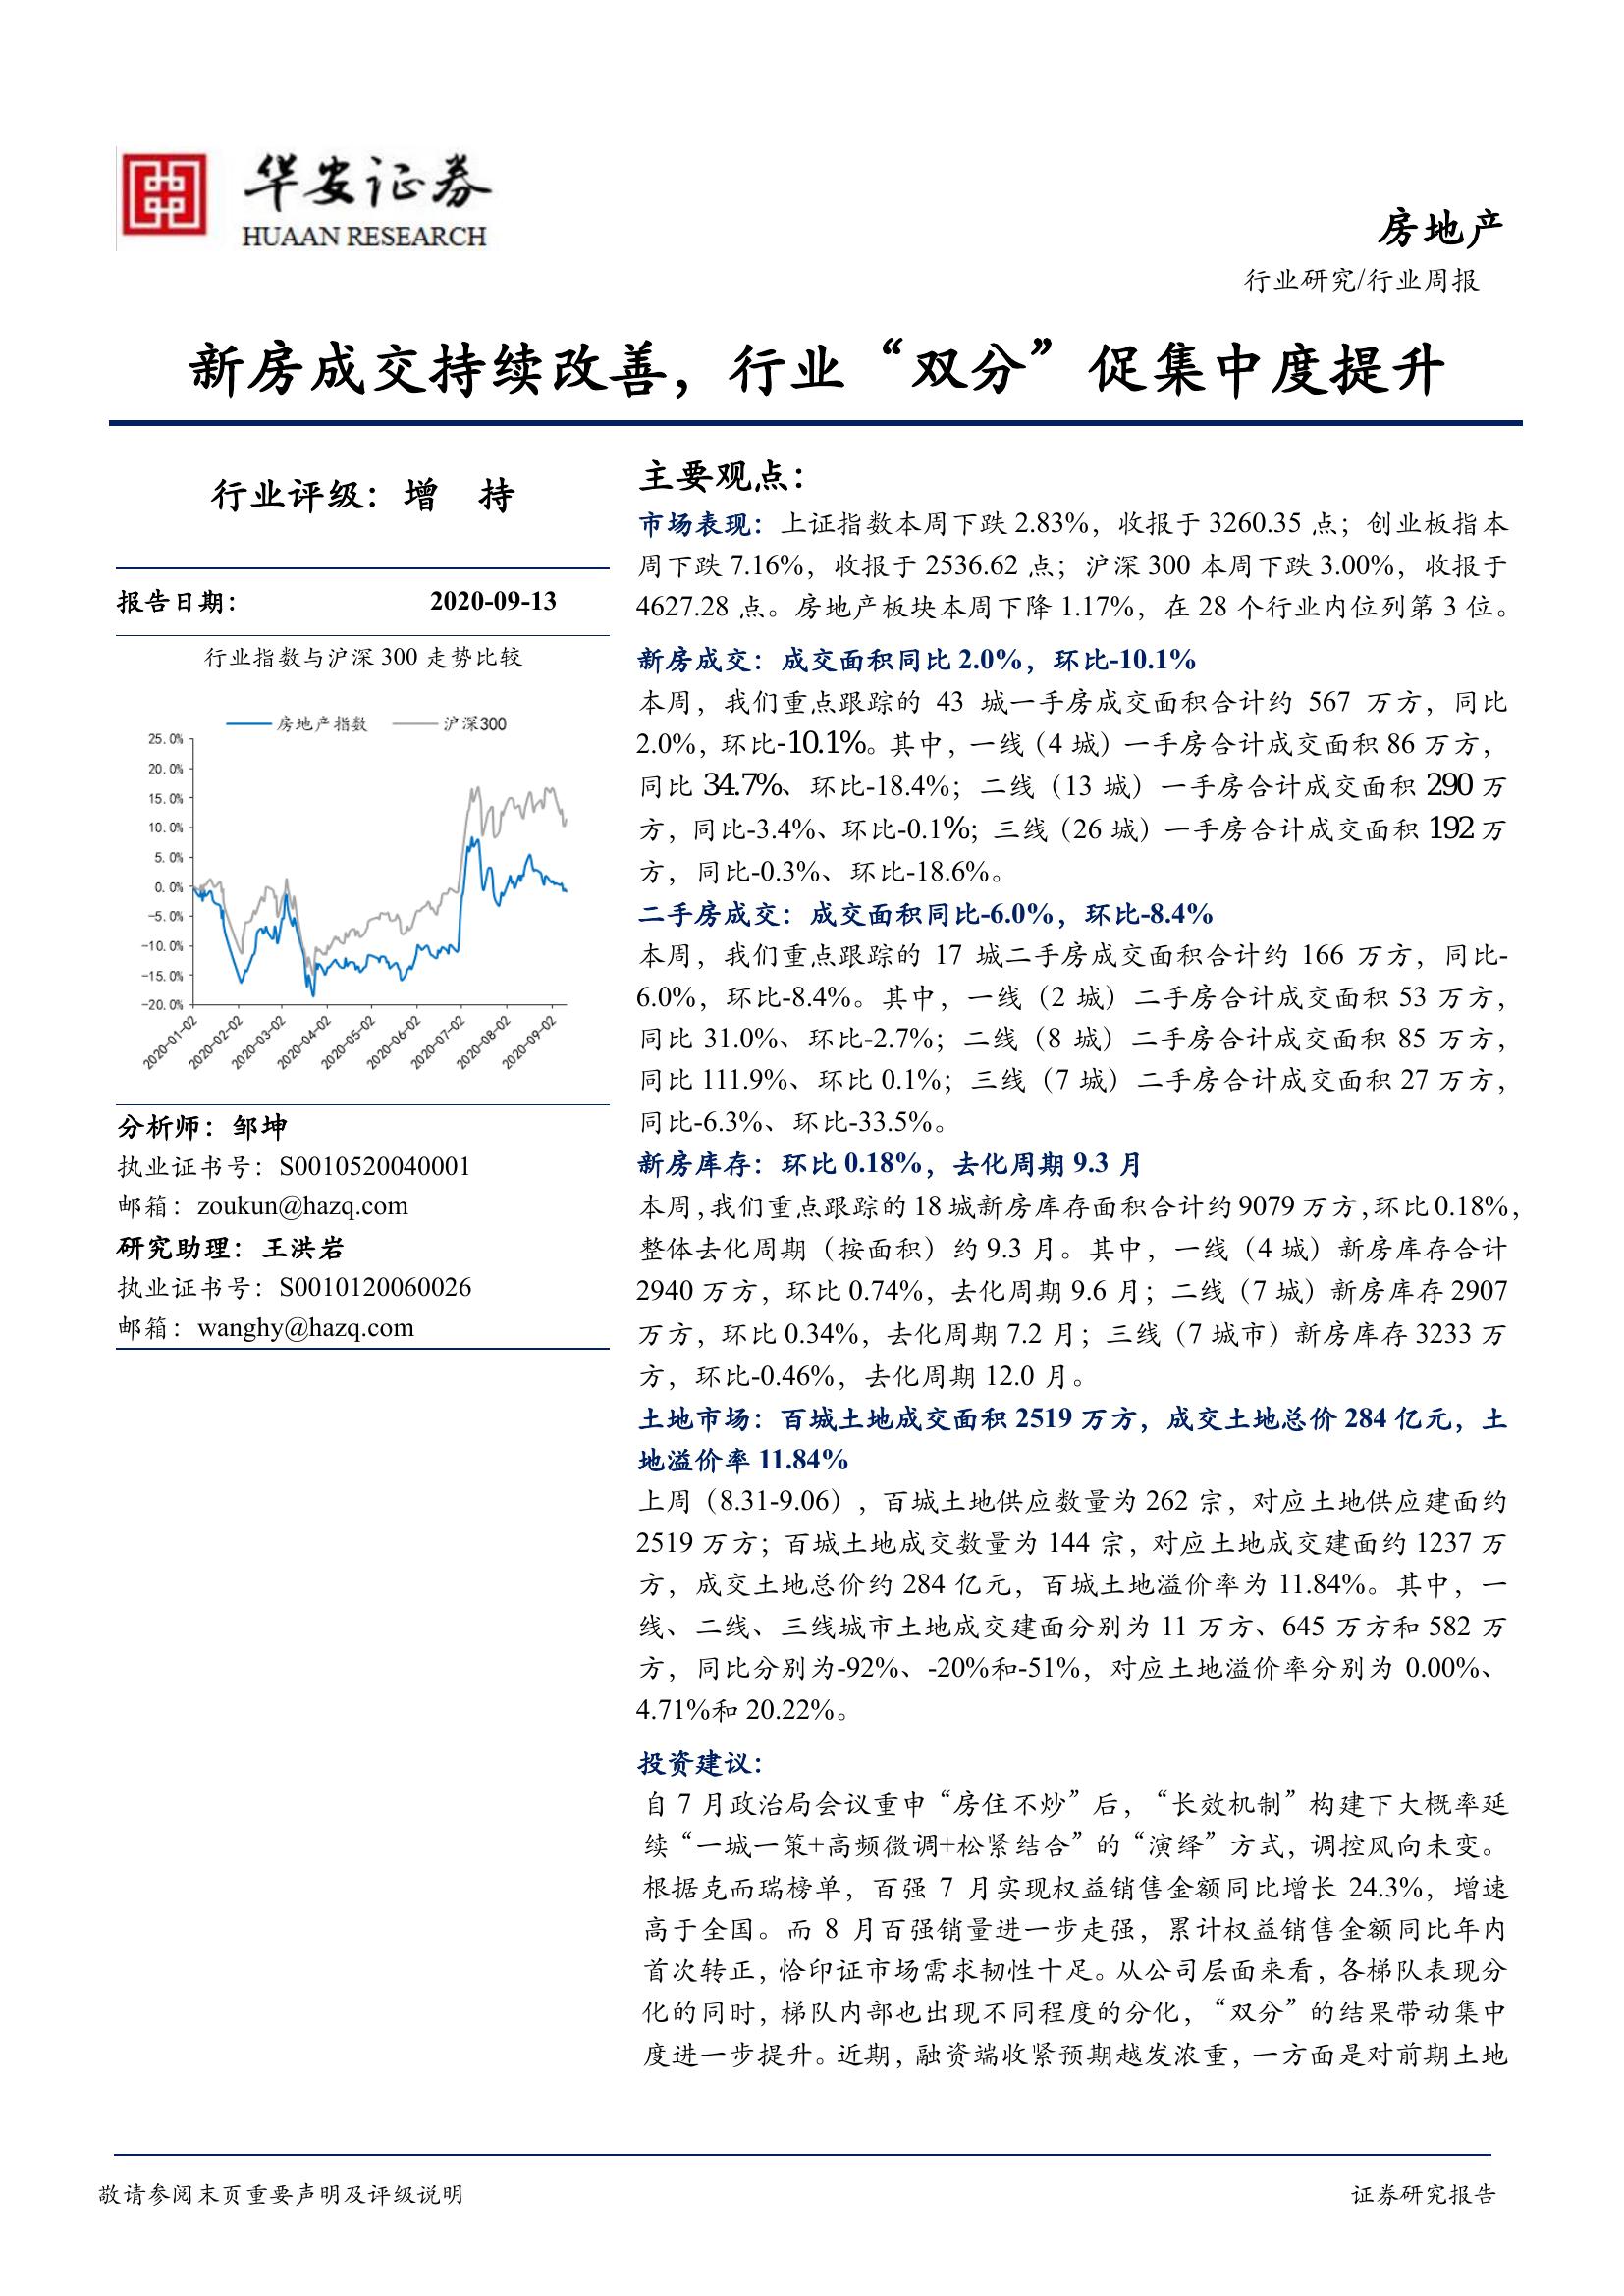 华安证券
HUAAN RESEARCH
房地产
行业研究/行业周报
新房成交持续改善，行业“双分”促集中度提升
行业评级：增 持
报告日期： 2020-09-13
行业指数与沪深 300 走势比较
房地产指数 沪深300
25.0%
20.0%
15.0%
10.0%
5.0%
0.0%
-5.0%
-10.0%
-15.0%
-20.0%
2020-01-02 2020-02-02 2020-03-02 2020-04-02 2020-05-02 2020-06-02 2020-07-02 2020-08-02 2020-09-02
分析师：邹坤
执业证书号：S0010520040001
邮箱：zoukun@hazq.com
研究助理：王洪岩
执业证书号：S0010120060026
邮箱：wanghy@hazq.com
主要观点：
市场表现：上证指数本周下跌 2.83%，收报于 3260.35 点；创业板指本
周下跌 7.16%，收报于 2536.62 点；沪深 300 本周下跌 3.00%，收报于
4627.28 点。房地产板块本周下降 1.17%，在 28 个行业内位列第 3 位。
新房成交：成交面积同比 2.0%，环比-10.1%
本周，我们重点跟踪的 43 城一手房成交面积合计约 567 万方，同比
2.0%，环比-10.1%。其中，一线（4 城）一手房合计成交面积 86 万方，
同比 34.7%、环比-18.4%；二线（13 城）一手房合计成交面积 290 万
方，同比-3.4%、环比-0.1%；三线（26 城）一手房合计成交面积 192 万
方，同比-0.3%、环比-18.6%。
二手房成交：成交面积同比-6.0%，环比-8.4%
本周，我们重点跟踪的 17 城二手房成交面积合计约 166 万方，同比-
6.0%，环比-8.4%。其中，一线（2 城）二手房合计成交面积 53 万方，
同比 31.0%、环比-2.7%；二线（8 城）二手房合计成交面积 85 万方，
同比 111.9%、环比 0.1%；三线（7 城）二手房合计成交面积 27 万方，
同比-6.3%、环比-33.5%。
新房库存：环比 0.18%，去化周期 9.3 月
本周，我们重点跟踪的 18 城新房库存面积合计约 9079 万方，环比 0.18%，
整体去化周期（按面积）约 9.3 月。其中，一线（4 城）新房库存合计
2940 万方，环比 0.74%，去化周期 9.6 月；二线（7 城）新房库存 2907
万方，环比 0.34%，去化周期 7.2 月；三线（7 城市）新房库存 3233 万
方，环比-0.46%，去化周期 12.0 月。
土地市场：百城土地成交面积 2519 万方，成交土地总价 284 亿元，土
地溢价率 11.84%
上周（8.31-9.06），百城土地供应数量为 262 宗，对应土地供应建面约
2519 万方；百城土地成交数量为 144 宗，对应土地成交建面约 1237 万
方，成交土地总价约 284 亿元，百城土地溢价率为 11.84%。其中，一
线、二线、三线城市土地成交建面分别为 11 万方、645 万方和 582 万
方，同比分别为-92%、-20%和-51%，对应土地溢价率分别为 0.00%、
4.71%和 20.22%。
投资建议：
自 7 月政治局会议重申“房住不炒”后，“长效机制”构建下大概率延
续“一城一策+高频微调+松紧结合”的“演绎”方式，调控风向未变。
根据克而瑞榜单，百强 7 月实现权益销售金额同比增长 24.3%，增速
高于全国。而 8 月百强销量进一步走强，累计权益销售金额同比年内
首次转正，恰印证市场需求韧性十足。从公司层面来看，各梯队表现分
化的同时，梯队内部也出现不同程度的分化，“双分”的结果带动集中
度进一步提升。近期，融资端收紧预期越发浓重，一方面是对前期土地
敬请参阅末页重要声明及评级说明 证券研究报告